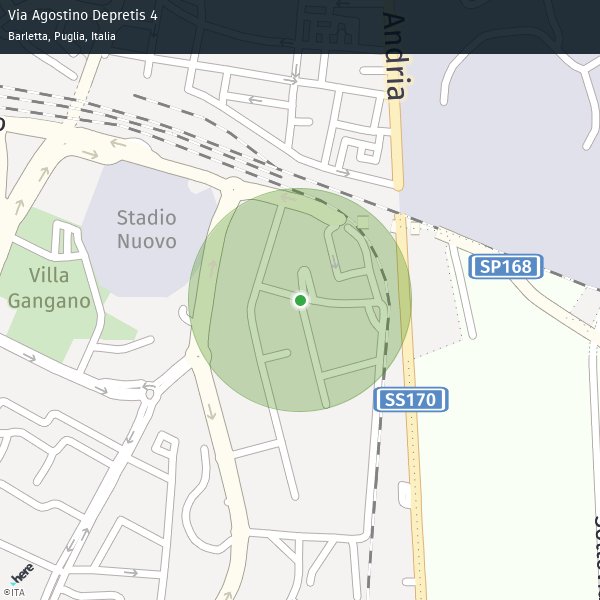 Via Agostino Depretis 4
Barletta, Puglia, Italia
Andria
Stadio
Nuovo
Villa
Gangano
SP168
SS170
here
©ITA